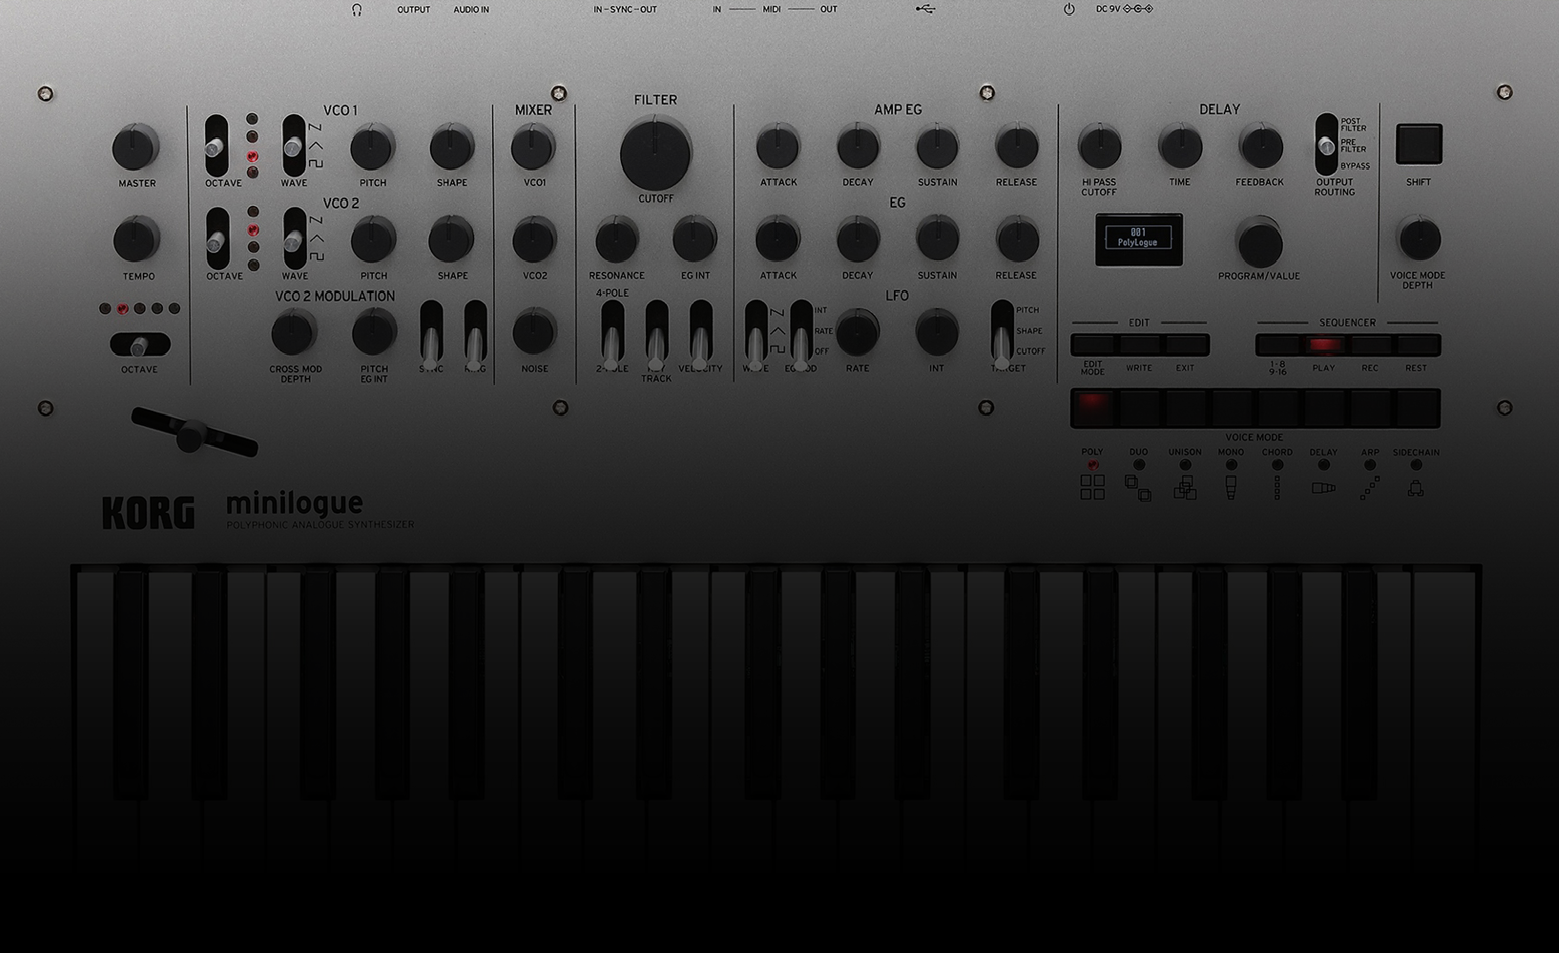 OUTPUT AUDIO IN IN-SYNC-OUT IN MIDI OUT DC 9V
VCO 1 MIXER FILTER AMP EG DELAY
POST FILTER
PRE FILTER
BYPASS
MASTER OCTAVE WAVE PITCH SHAPE VCO1 CUTOFF ATTACK DECAY SUSTAIN RELEASE HI PASS CUTOFF TIME FEEDBACK OUTPUT ROUTING SHIFT
VCO 2 EG
001
PolyLogue
TEMPO OCTAVE WAVE PITCH SHAPE VCO2 RESONANCE EG INT ATTACK DECAY SUSTAIN RELEASE PROGRAM/VALUE VOICE MODE DEPTH
VCO 2 MODULATION 4-POLE LFO
INT
RATE
OFF
PITCH
SHAPE
CUTOFF
EDIT SEQUENCER
OCTAVE CROSS MOD DEPTH PITCH EG INT NOISE TRACK VELOCITY RATE INT
EDIT MODE WRITE EXIT 1-8 9-16 PLAY REC REST
VOICE MODE
POLY DUO UNISON MONO CHORD DELAY ARP SIDECHAIN
KORG minilogue
POLYPHONIC ANALOGUE SYNTHESIZER